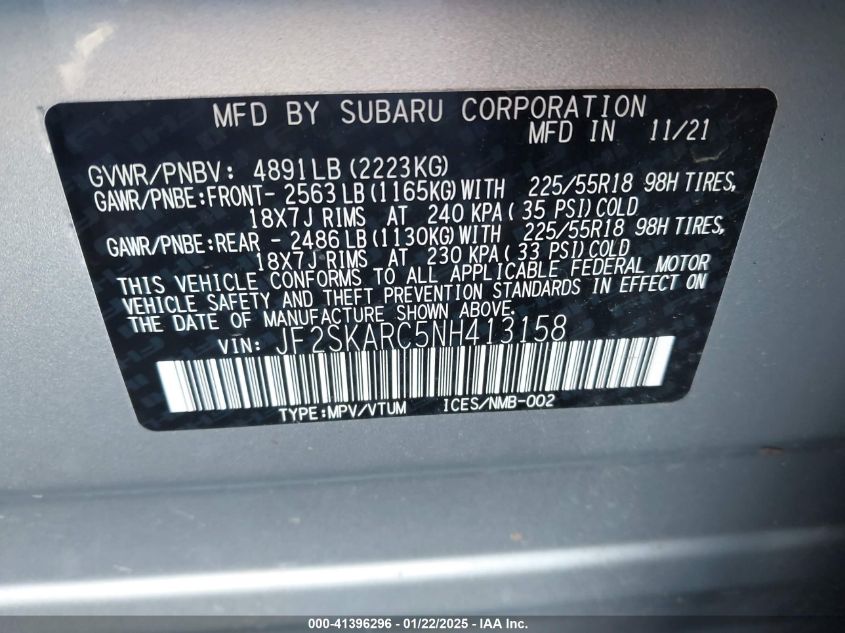 MFD BY SUBARU CORPORATION
MFD IN 11/21
GVWR/PNBV: 4891LB(2223KG)
GAWR/PNBE:FRONT- 2563LB(1165KG)WITH 225/55R18 98H TIRES,
18X7J RIMS AT 240 KPA( 35 PSI)COLD
GAWR/PNBE:REAR - 2486LB(1130KG)WITH 225/55R18 98H TIRES,
18X7J RIMS AT 230 KPA( 33 PSI)COLD
THIS VEHICLE CONFORMS TO ALL APPLICABLE FEDERAL MOTOR
VEHICLE SAFETY AND THEFT PREVENTION STANDARDS IN EFFECT ON
THE DATE OF MANUFACTURE SHOWN ABOVE.
VIN: JF2SKARC5NH413158
TYPE:MPV/VTUM ICES/NMB-002
000-41396296 - 01/22/2025 - IAA Inc.